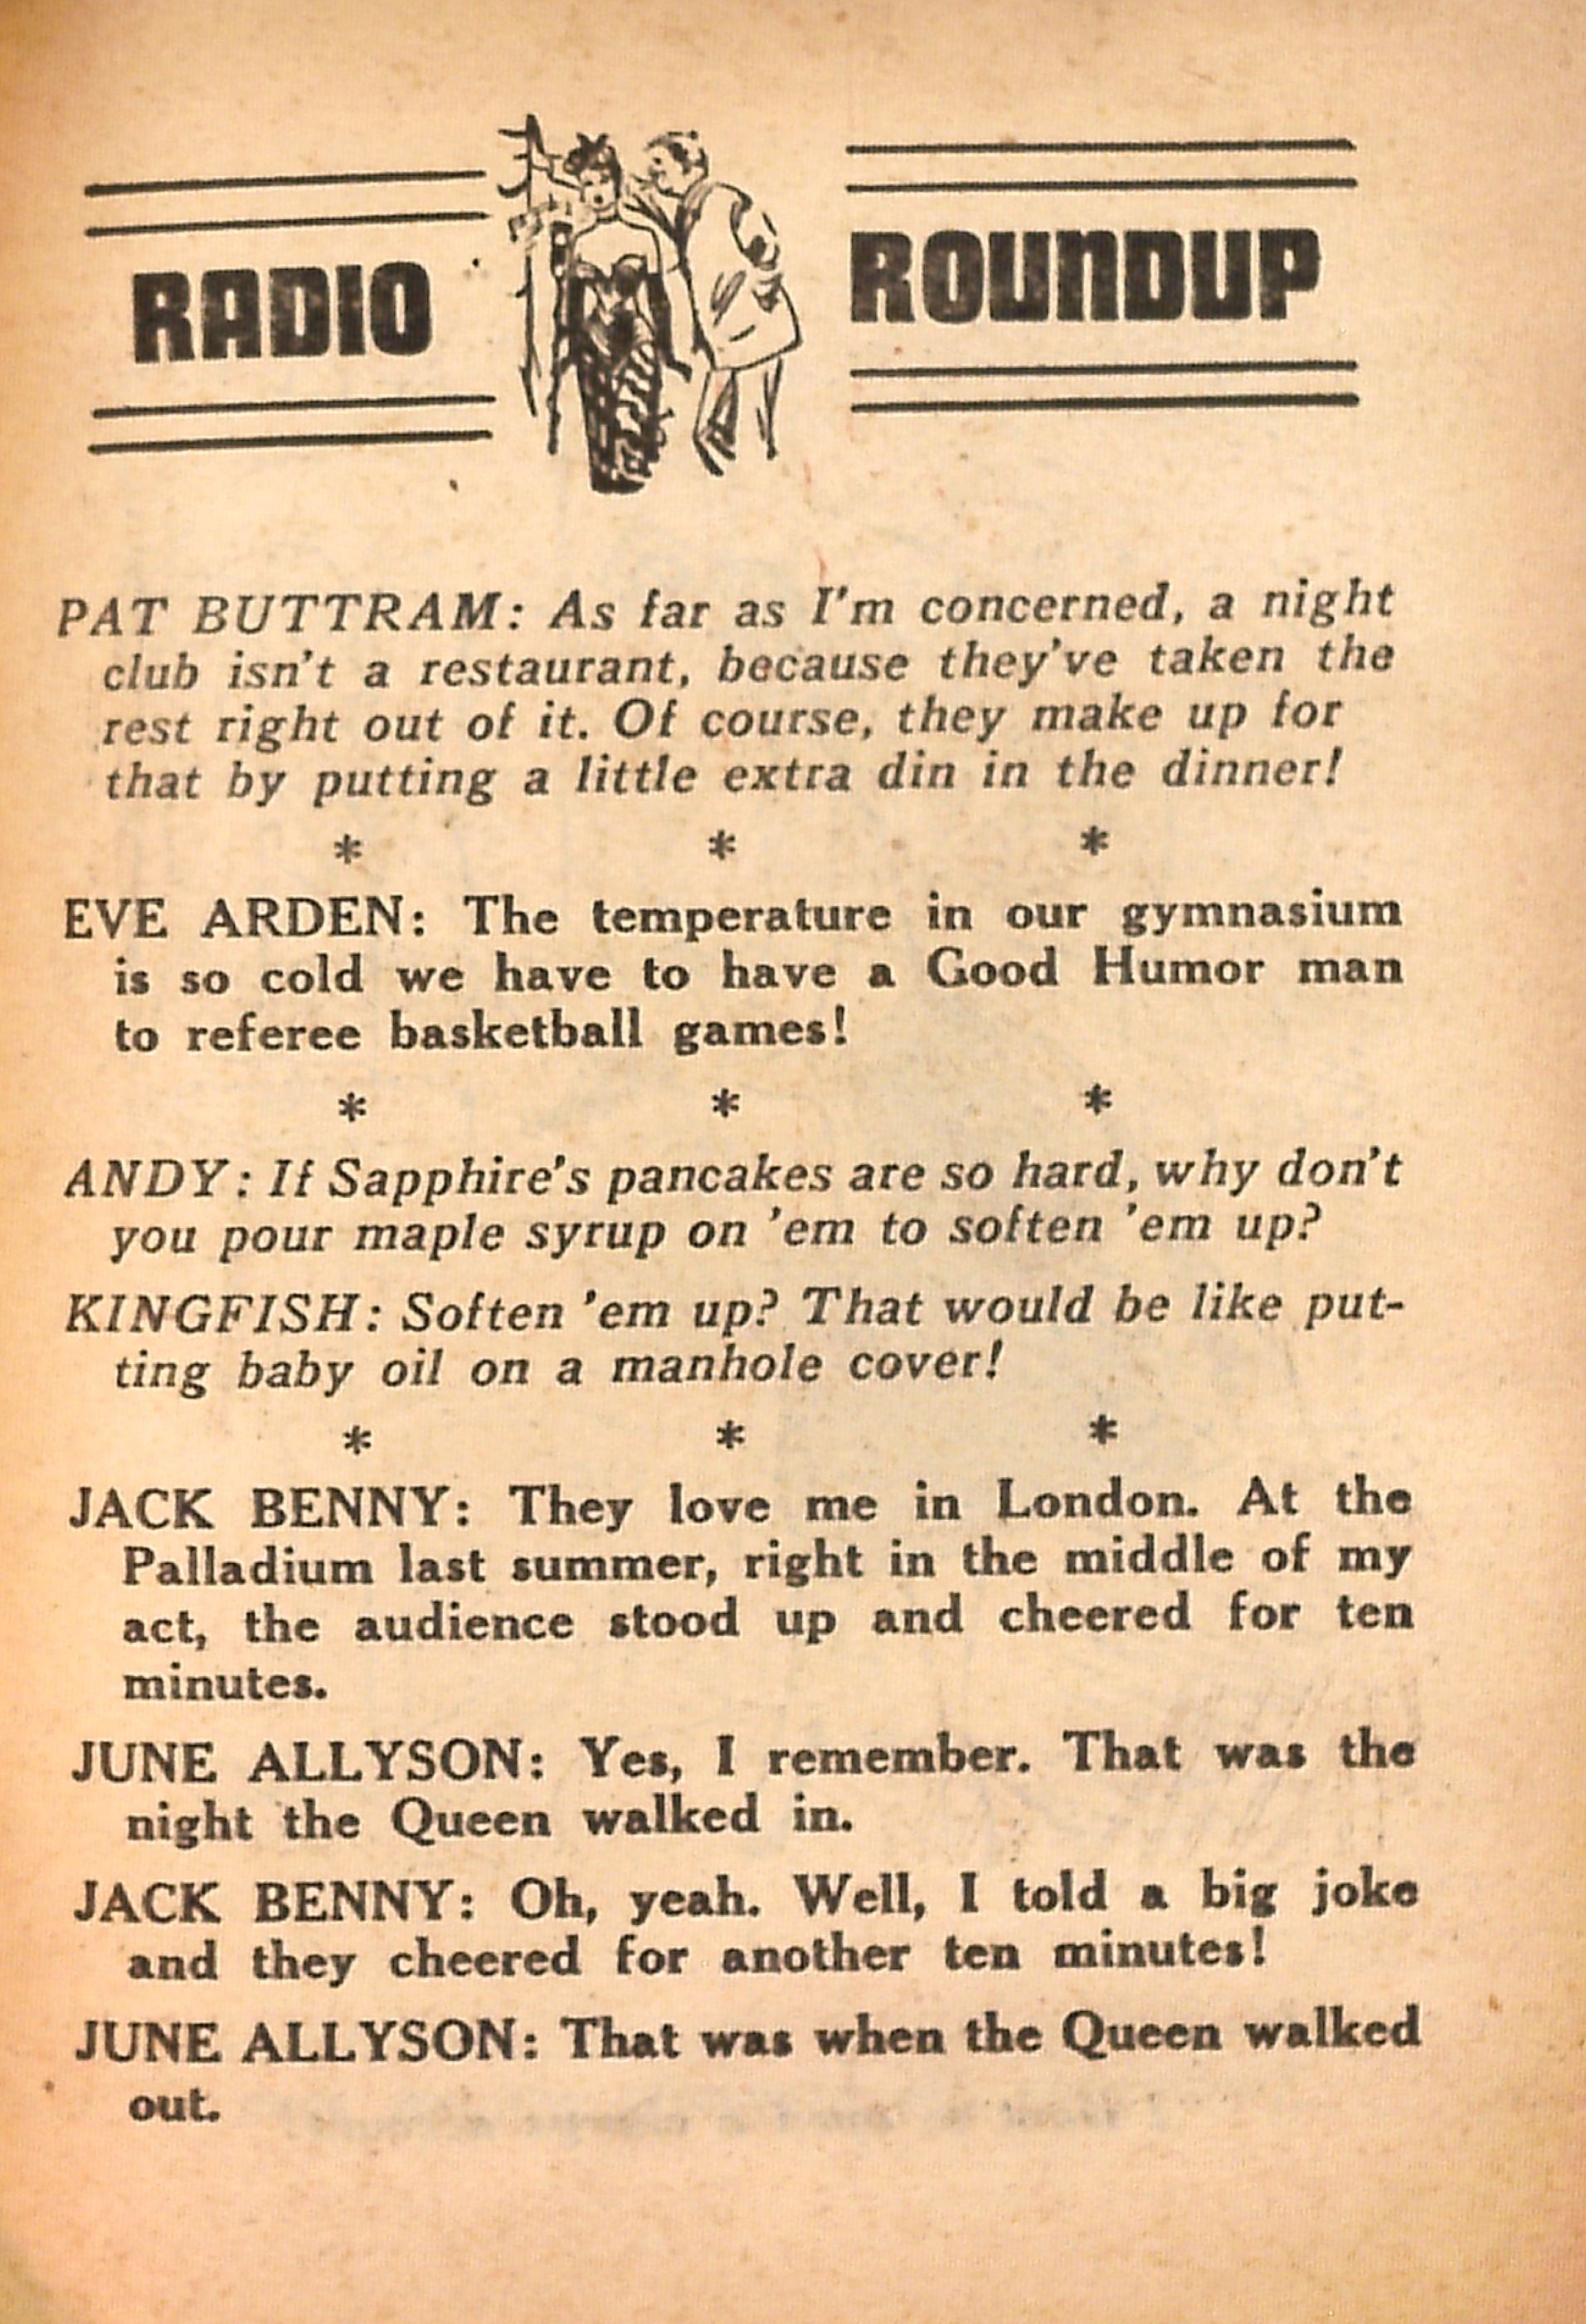 RADIO ROUNDUP
PAT BUTTRAM: As far as I'm concerned, a night
club isn't a restaurant, because they've taken the
rest right out of it. Of course, they make up for
that by putting a little extra din in the dinner!
* * *
EVE ARDEN: The temperature in our gymnasium
is so cold we have to have a Good Humor man
to referee basketball games!
* * *
ANDY: If Sapphire's pancakes are so hard, why don't
you pour maple syrup on 'em to soften 'em up?
KINGFISH: Soften 'em up? That would be like put-
ting baby oil on a manhole cover!
* * *
JACK BENNY: They love me in London. At the
Palladium last summer, right in the middle of my
act, the audience stood up and cheered for ten
minutes.
JUNE ALLYSON: Yes, I remember. That was the
night the Queen walked in.
JACK BENNY: Oh, yeah. Well, I told a big joke
and they cheered for another ten minutes!
JUNE ALLYSON: That was when the Queen walked
out.